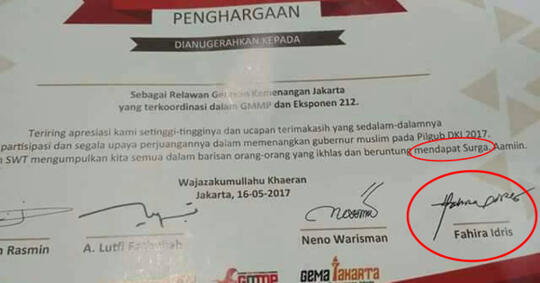 PENGHARGAAN
DIANUGERAHKAN KEPADA
Sebagai Relawan Gerakan Kemenangan Jakarta
yang terkoordinasi dalam GMMP dan Eksponen 212.
Teriring apresiasi kami setinggi-tingginya dan ucapan terimakasih yang sedalam-dalamnya
partisipasi dan segala upaya perjuangannya dalam memenangkan gubernur muslim pada Pilgub DKI 2017.
SWT mengumpulkan kita semua dalam barisan orang-orang yang ikhlas dan beruntung mendapat Surga. Aamiin.
Wajazakumullahu Khaeran
Jakarta, 16-05-2017
Rasmin
A. Lutfi
Neno Warisman
Fahira Idris
GMMP
GEMA JAKARTA